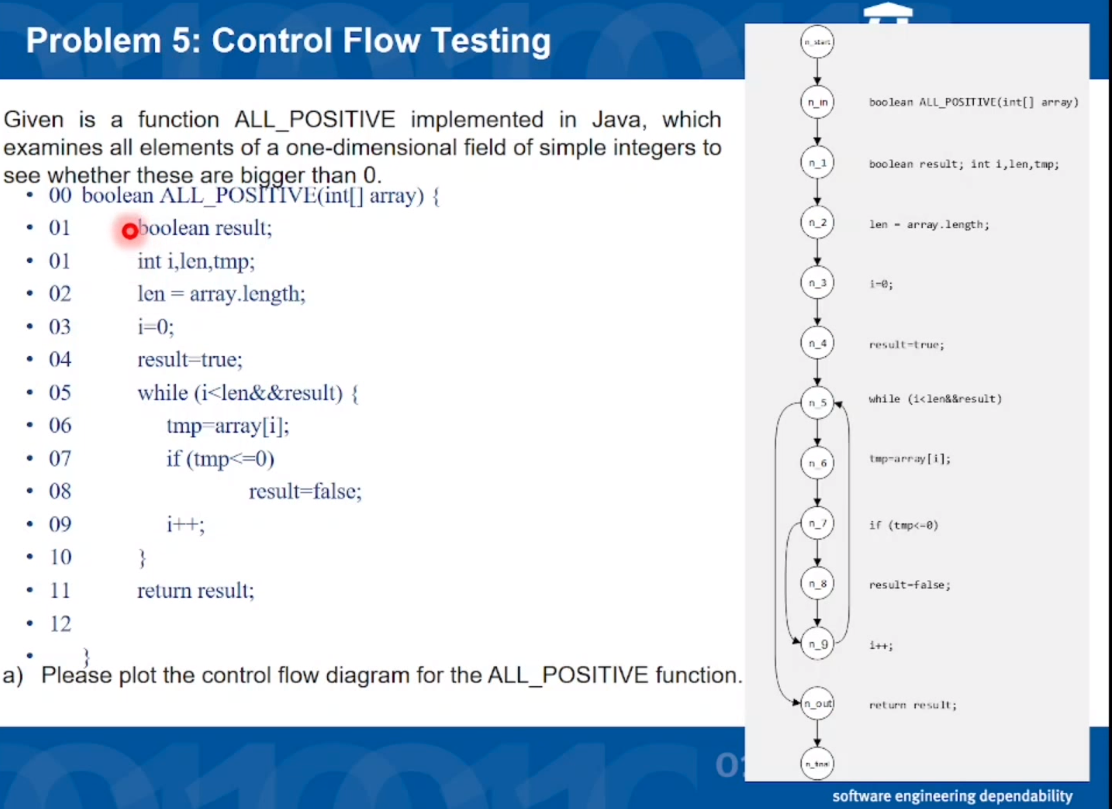 Problem 5: Control Flow Testing
Given is a function ALL_POSITIVE implemented in Java, which
examines all elements of a one-dimensional field of simple integers to
see whether these are bigger than 0.
• 00 boolean ALL_POSITIVE(int[] array) {
• 01 boolean result;
• 01 int i,len,tmp;
• 02 len = array.length;
• 03 i=0;
• 04 result=true;
• 05 while (i<len&&result) {
• 06 tmp=array[i];
• 07 if (tmp<=0)
• 08 result=false;
• 09 i++;
• 10 }
• 11 return result;
• 12
• }
a) Please plot the control flow diagram for the ALL_POSITIVE function.
n_start
n_in boolean ALL_POSITIVE(int[] array)
n_1 boolean result; int i,len,tmp;
n_2 len = array.length;
n_3 i=0;
n_4 result=true;
n_5 while (i<len&&result)
n_6 tmp=array[i];
n_7 if (tmp<=0)
n_8 result=false;
n_9 i++;
n_out return result;
n_final
software engineering dependability